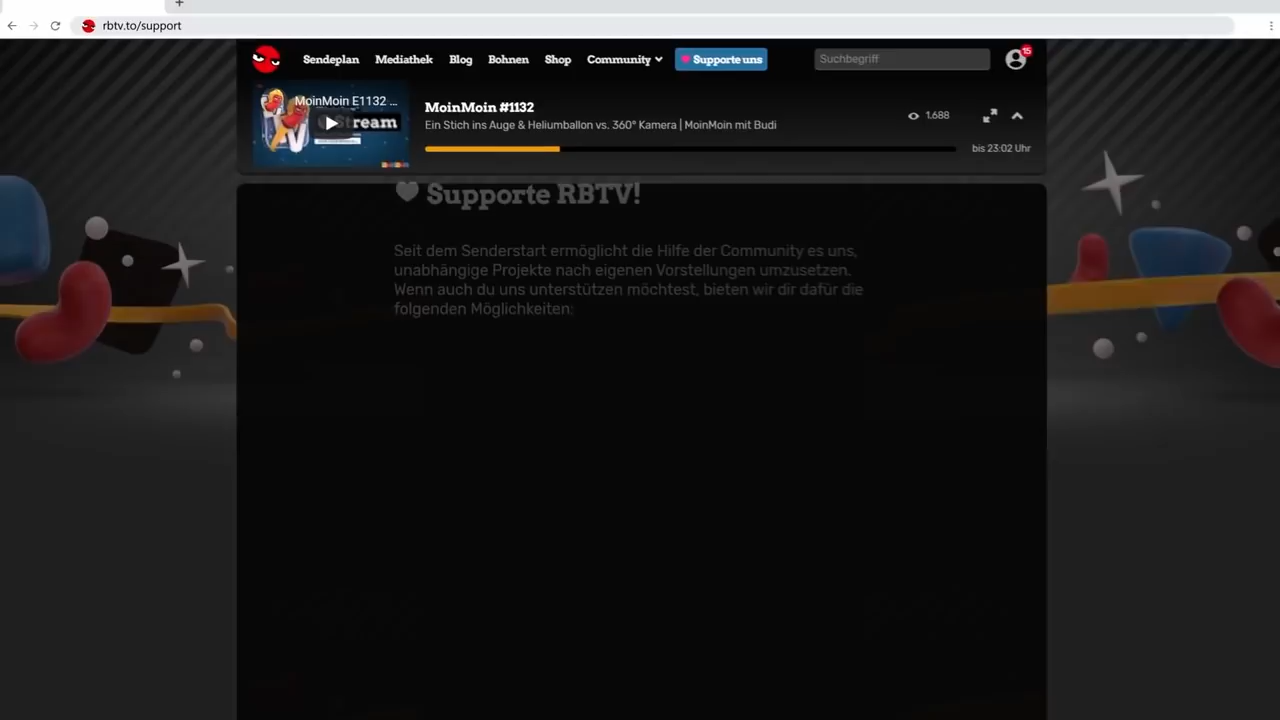 rbtv.to/support
Sendeplan Mediathek Blog Bohnen Shop Community Supporte uns Suchbegriff 15
MoinMoin E1132 ...
MoinMoin #1132
Ein Stich ins Auge & Heliumballon vs. 360° Kamera | MoinMoin mit Budi
1.688
bis 23:02 Uhr
Supporte RBTV!
Seit dem Senderstart ermöglicht die Hilfe der Community es uns,
unabhängige Projekte nach eigenen Vorstellungen umzusetzen.
Wenn auch du uns unterstützen möchtest, bieten wir dir dafür die
folgenden Möglichkeiten: